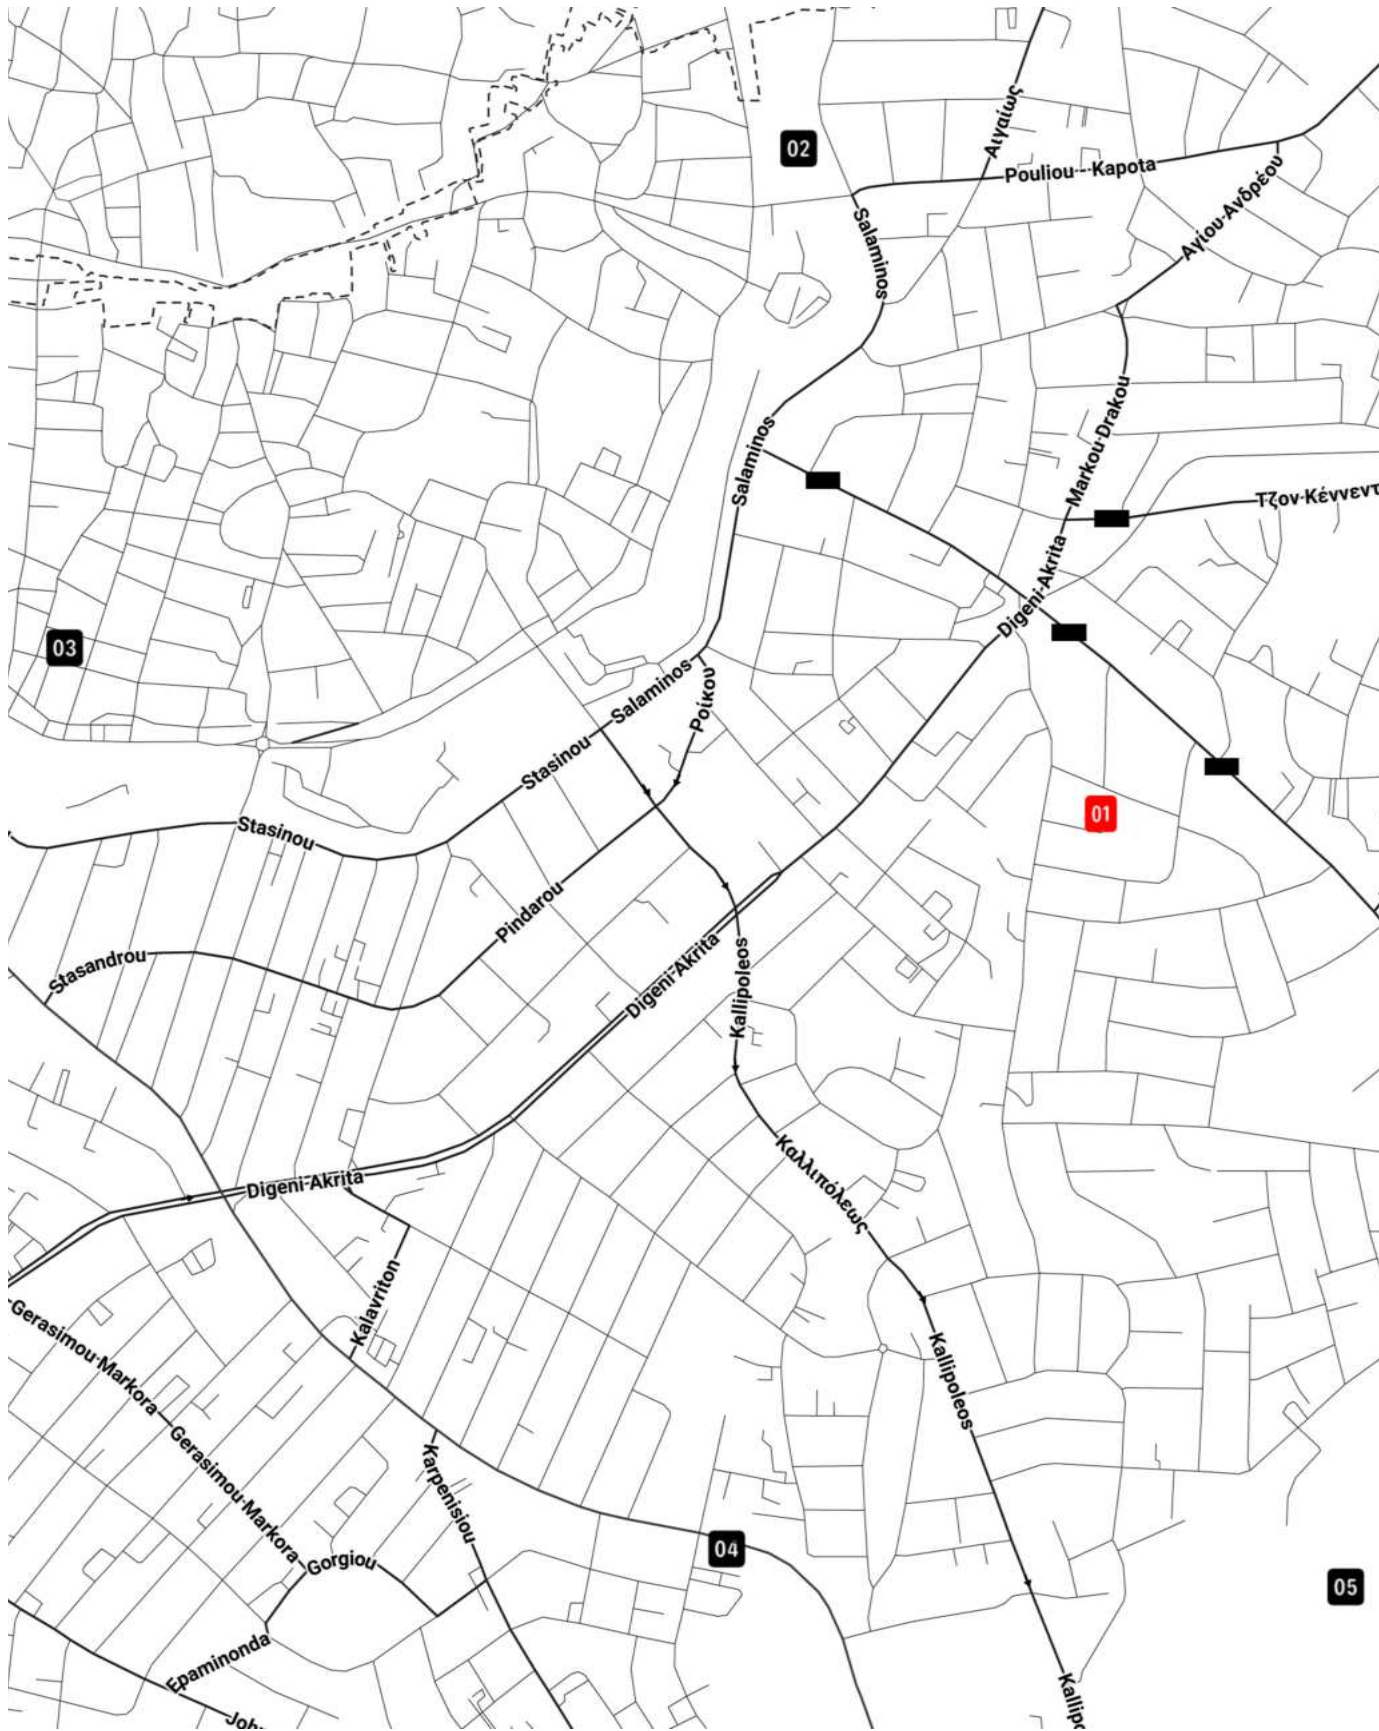 02
Αιγαίως
Pouliou - Kapota
Αγίου Ανδρέου
Salaminos
Markou Drakou
Salaminos
Τζον Κέννεντ
Digeni Akrita
03
Salaminos
Ροίκου
Stasinou
01
Stasinou
Pindarou
Digeni Akrita
Kallipoleos
Stasandrou
Καλλιπόλεως
Digeni Akrita
Kalavriton
Gerasimou Markora
Kallipoleos
Gerasimou Markora
Karpenisiou
04
Gorgiou
05
Epaminonda
Kallipo
John